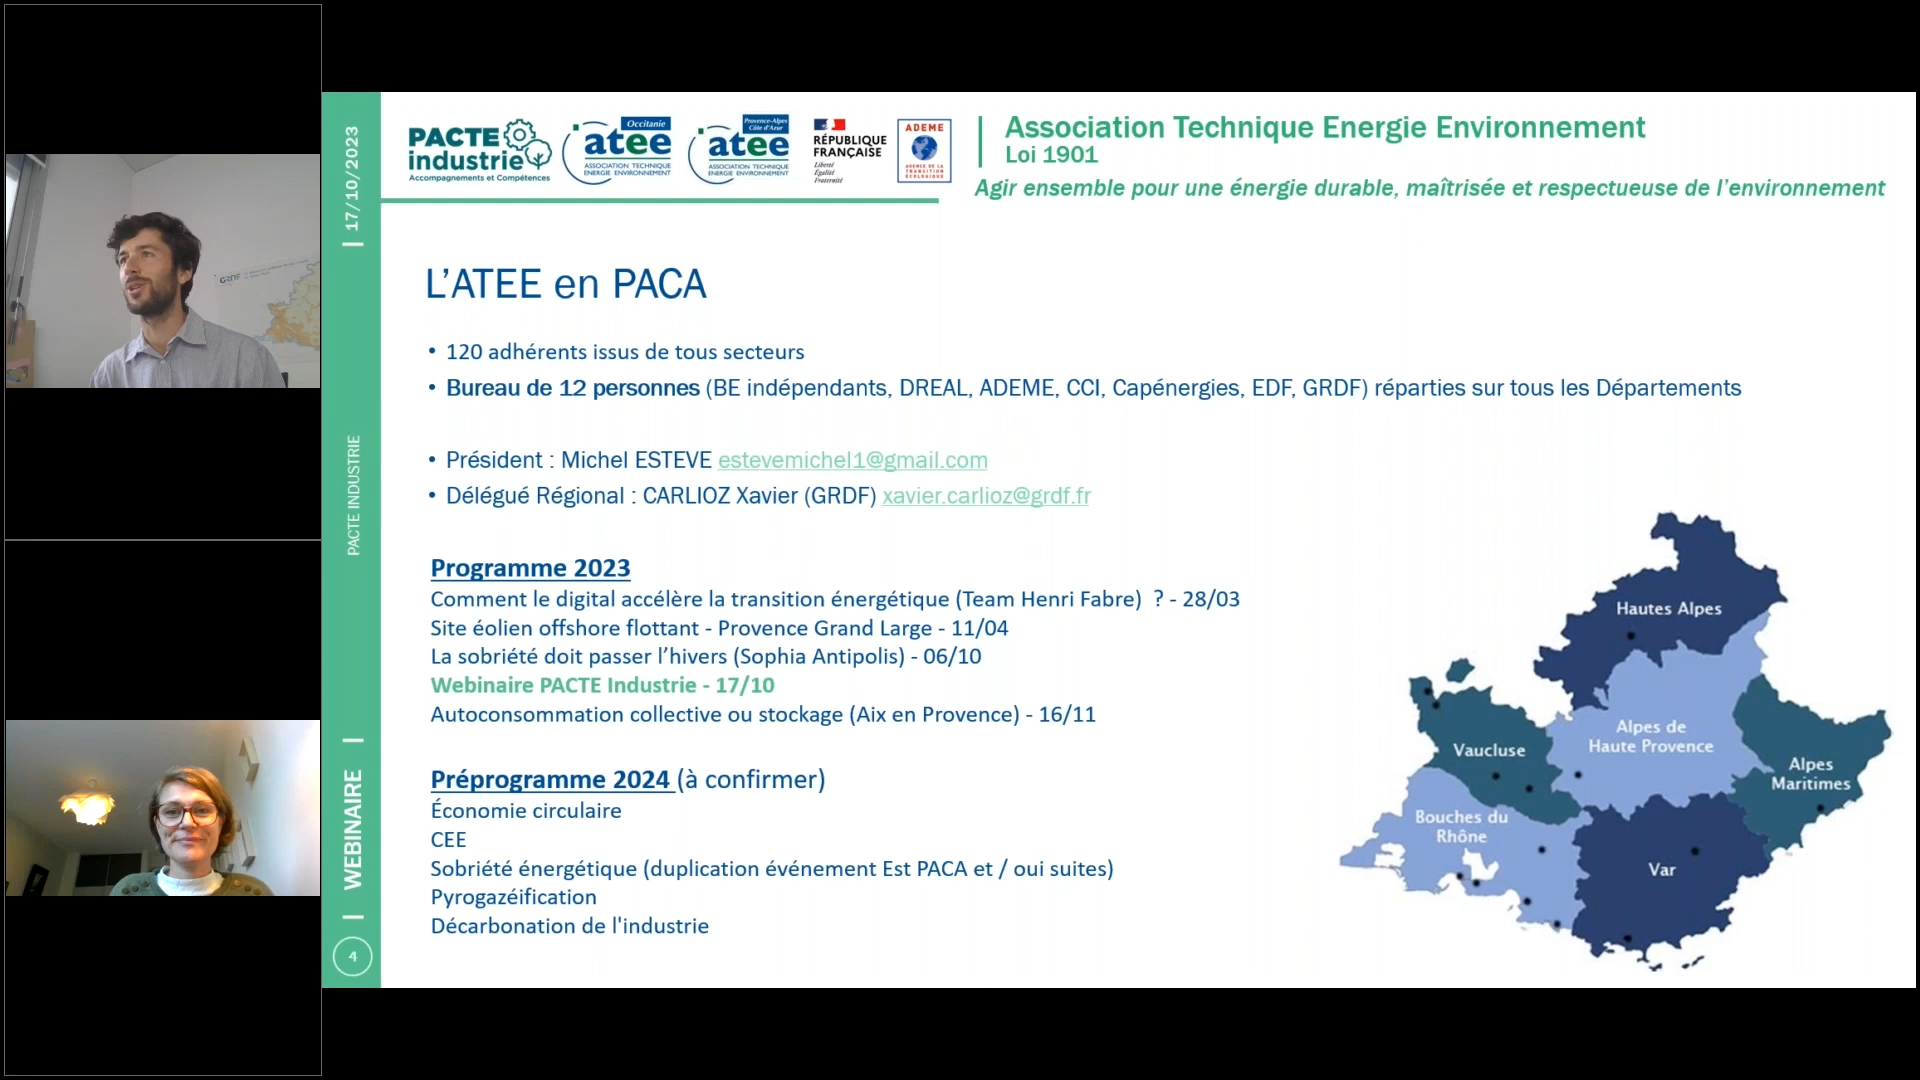 17/10/2023
PACTE INDUSTRIE
WEBINAIRE
4
PACTE
industrie
Accompagnements et Compétences
Occitanie
atee
ASSOCIATION TECHNIQUE
ENERGIE ENVIRONNEMENT
Provence-Alpes
Côte d'Azur
atee
ASSOCIATION TECHNIQUE
ENERGIE ENVIRONNEMENT
RÉPUBLIQUE
FRANÇAISE
Liberté
Égalité
Fraternité
ADEME
AGENCE DE LA
TRANSITION
ÉCOLOGIQUE
Association Technique Energie Environnement
Loi 1901
Agir ensemble pour une énergie durable, maîtrisée et respectueuse de l’environnement
L’ATEE en PACA
• 120 adhérents issus de tous secteurs
• Bureau de 12 personnes (BE indépendants, DREAL, ADEME, CCI, Capénergies, EDF, GRDF) réparties sur tous les Départements
• Président : Michel ESTEVE estevemichel1@gmail.com
• Délégué Régional : CARLIOZ Xavier (GRDF) xavier.carlioz@grdf.fr
Programme 2023
Comment le digital accélère la transition énergétique (Team Henri Fabre)  ? - 28/03
Site éolien offshore flottant - Provence Grand Large - 11/04
La sobriété doit passer l’hivers (Sophia Antipolis) - 06/10
Webinaire PACTE Industrie - 17/10
Autoconsommation collective ou stockage (Aix en Provence) - 16/11
Préprogramme 2024 (à confirmer)
Économie circulaire
CEE
Sobriété énergétique (duplication événement Est PACA et / oui suites)
Pyrogazéification
Décarbonation de l'industrie
Hautes Alpes
Alpes de
Haute Provence
Vaucluse
Alpes
Maritimes
Bouches du
Rhône
Var
GRDF